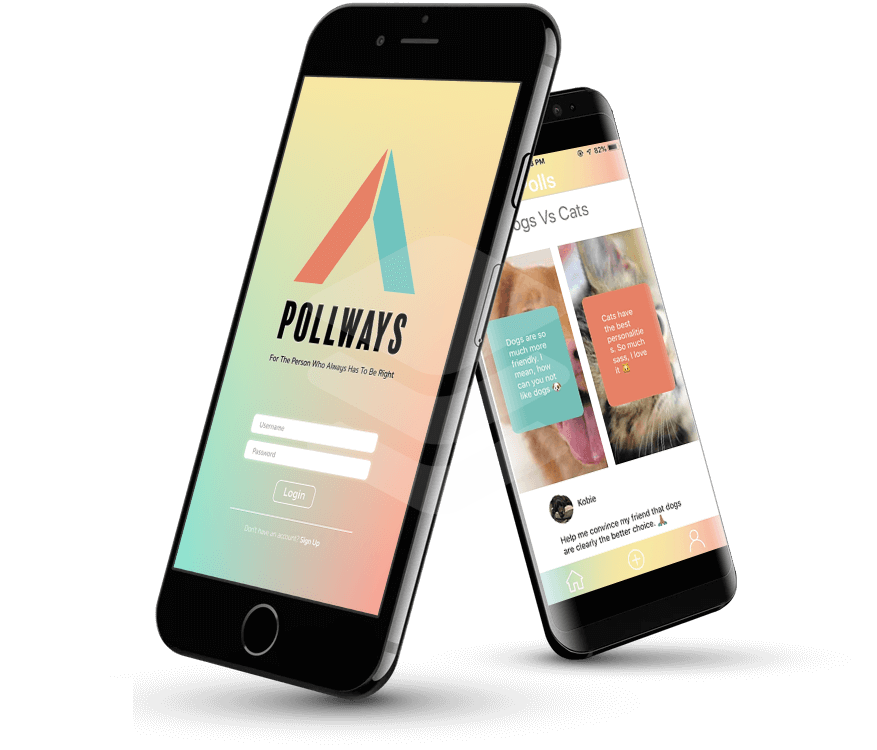 POLLWAYS
For The Person Who Always Has To Be Right
Username
Password
Login
Don't have an account? Sign Up
PM
82%
olls
ogs Vs Cats
Dogs are so
much more
friendly. I
mean, how
can you not
like dogs. 🐶
Cats have
the best
personalitie
s. So much
sass, I love
it 😼
Kobie
Help me convince my friend that dogs
are clearly the better choice. 🙏🏽